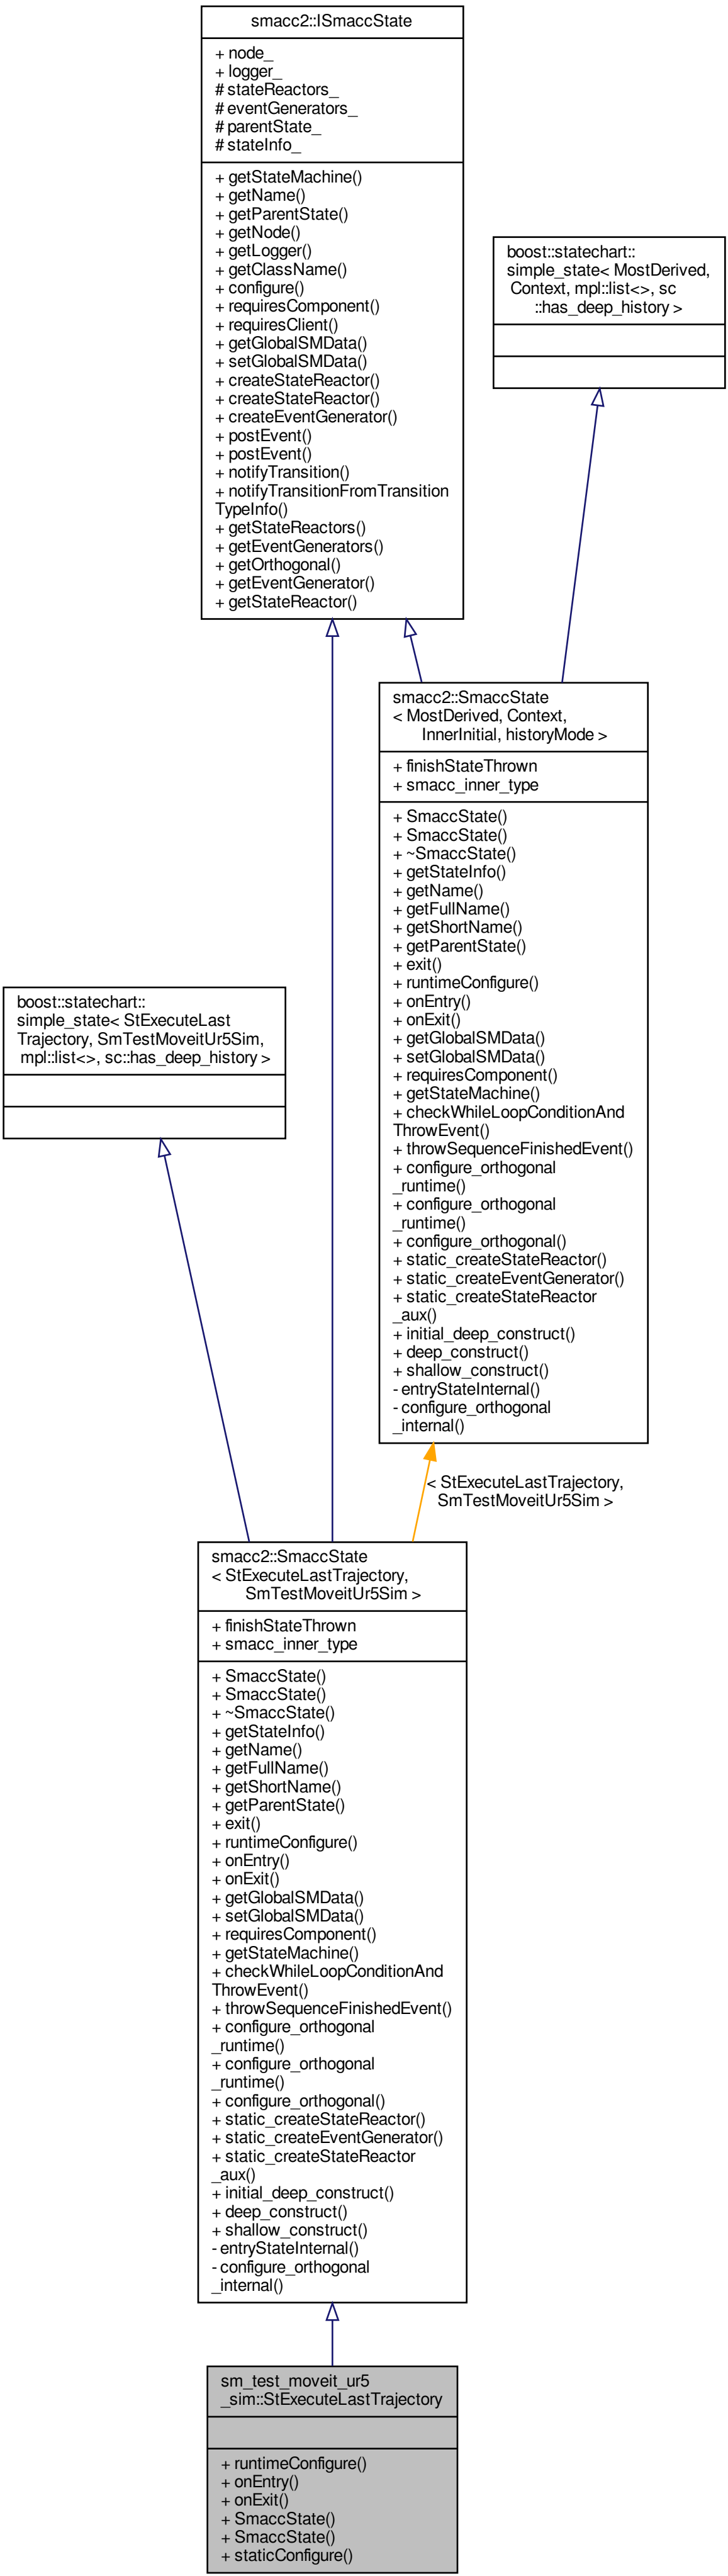 smacc2::ISmaccState
+ node_
+ logger_
# stateReactors_
# eventGenerators_
# parentState_
# stateInfo_
+ getStateMachine()
+ getName()
+ getParentState()
+ getNode()
+ getLogger()
+ getClassName()
+ configure()
+ requiresComponent()
+ requiresClient()
+ getGlobalSMData()
+ setGlobalSMData()
+ createStateReactor()
+ createStateReactor()
+ createEventGenerator()
+ postEvent()
+ postEvent()
+ notifyTransition()
+ notifyTransitionFromTransition
TypeInfo()
+ getStateReactors()
+ getEventGenerators()
+ getOrthogonal()
+ getEventGenerator()
+ getStateReactor()
boost::statechart::
simple_state< MostDerived,
Context, mpl::list<>, sc
::has_deep_history >
smacc2::SmaccState
< MostDerived, Context,
InnerInitial, historyMode >
+ finishStateThrown
+ smacc_inner_type
+ SmaccState()
+ SmaccState()
+ ~SmaccState()
+ getStateInfo()
+ getName()
+ getFullName()
+ getShortName()
+ getParentState()
+ exit()
+ runtimeConfigure()
+ onEntry()
+ onExit()
+ getGlobalSMData()
+ setGlobalSMData()
+ requiresComponent()
+ getStateMachine()
+ checkWhileLoopConditionAnd
ThrowEvent()
+ throwSequenceFinishedEvent()
+ configure_orthogonal
_runtime()
+ configure_orthogonal
_runtime()
+ configure_orthogonal()
+ static_createStateReactor()
+ static_createEventGenerator()
+ static_createStateReactor
_aux()
+ initial_deep_construct()
+ deep_construct()
+ shallow_construct()
- entryStateInternal()
- configure_orthogonal
_internal()
boost::statechart::
simple_state< StExecuteLast
Trajectory, SmTestMoveitUr5Sim,
mpl::list<>, sc::has_deep_history >
< StExecuteLastTrajectory,
SmTestMoveitUr5Sim >
smacc2::SmaccState
< StExecuteLastTrajectory,
SmTestMoveitUr5Sim >
+ finishStateThrown
+ smacc_inner_type
+ SmaccState()
+ SmaccState()
+ ~SmaccState()
+ getStateInfo()
+ getName()
+ getFullName()
+ getShortName()
+ getParentState()
+ exit()
+ runtimeConfigure()
+ onEntry()
+ onExit()
+ getGlobalSMData()
+ setGlobalSMData()
+ requiresComponent()
+ getStateMachine()
+ checkWhileLoopConditionAnd
ThrowEvent()
+ throwSequenceFinishedEvent()
+ configure_orthogonal
_runtime()
+ configure_orthogonal
_runtime()
+ configure_orthogonal()
+ static_createStateReactor()
+ static_createEventGenerator()
+ static_createStateReactor
_aux()
+ initial_deep_construct()
+ deep_construct()
+ shallow_construct()
- entryStateInternal()
- configure_orthogonal
_internal()
sm_test_moveit_ur5
_sim::StExecuteLastTrajectory
+ runtimeConfigure()
+ onEntry()
+ onExit()
+ SmaccState()
+ SmaccState()
+ staticConfigure()